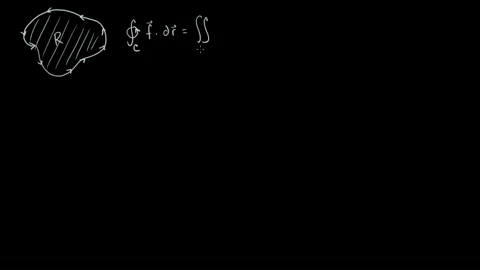 R
∮_C f⃗ · dr⃗ = ∬